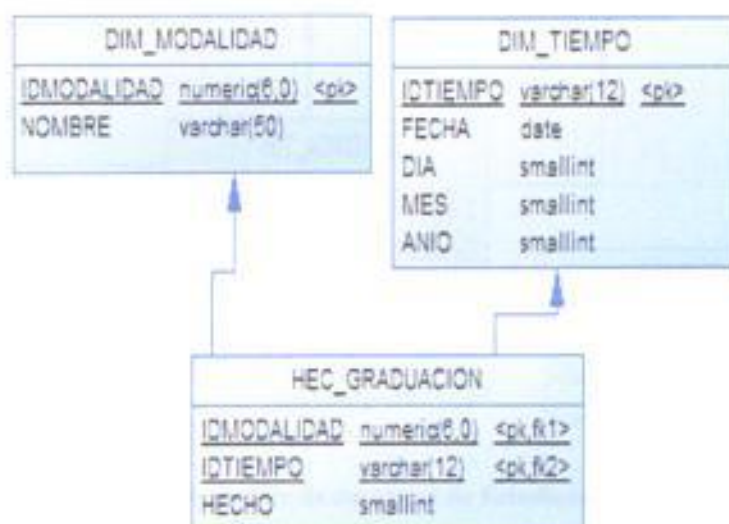 DIM_MODALIDAD
IDMODALIDAD numeric(6,0) <pk>
NOMBRE varchar(50)
DIM_TIEMPO
IDTIEMPO varchar(12) <pk>
FECHA date
DIA smallint
MES smallint
ANIO smallint
HEC_GRADUACION
IDMODALIDAD numeric(6,0) <pk,fk1>
IDTIEMPO varchar(12) <pk,fk2>
HECHO smallint